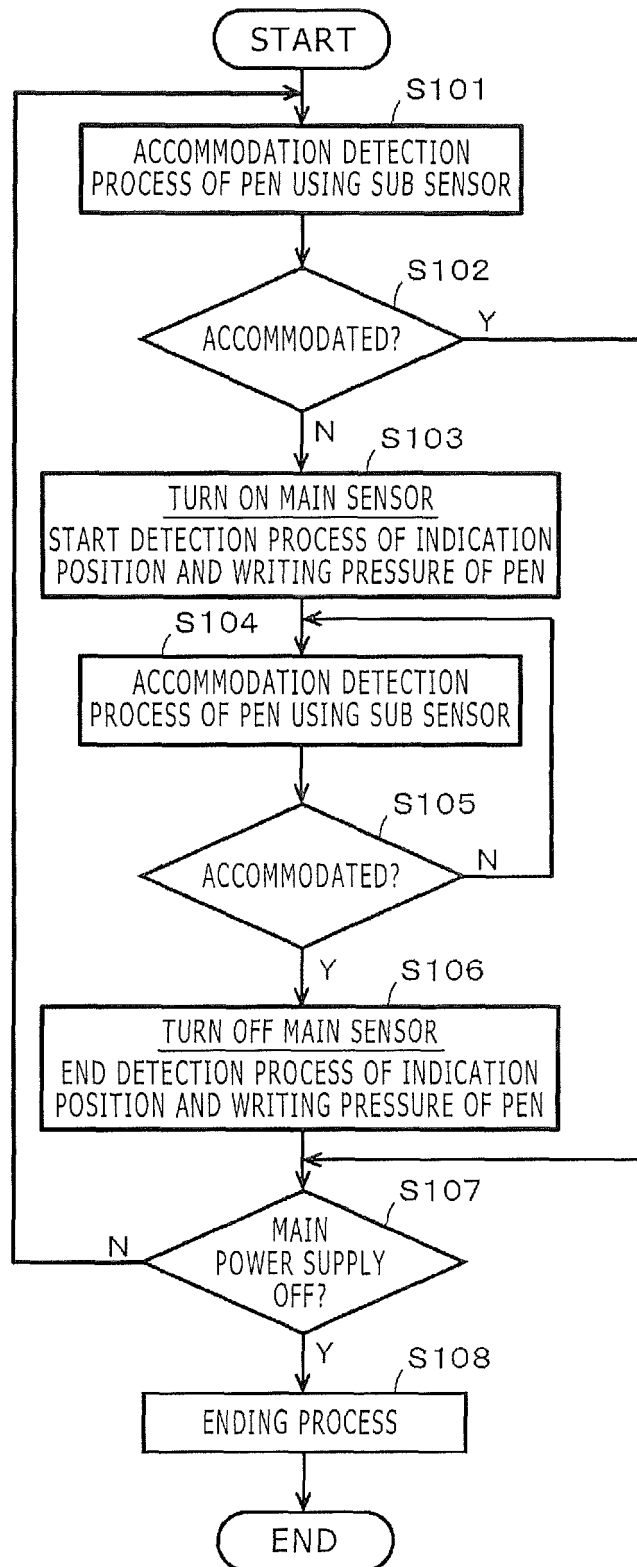 START
S101
ACCOMMODATION DETECTION
PROCESS OF PEN USING SUB SENSOR
S102
ACCOMMODATED?
Y
N
S103
TURN ON MAIN SENSOR
START DETECTION PROCESS OF INDICATION
POSITION AND WRITING PRESSURE OF PEN
S104
ACCOMMODATION DETECTION
PROCESS OF PEN USING SUB SENSOR
S105
ACCOMMODATED?
N
Y
S106
TURN OFF MAIN SENSOR
END DETECTION PROCESS OF INDICATION
POSITION AND WRITING PRESSURE OF PEN
S107
N
MAIN
POWER SUPPLY
OFF?
Y
S108
ENDING PROCESS
END